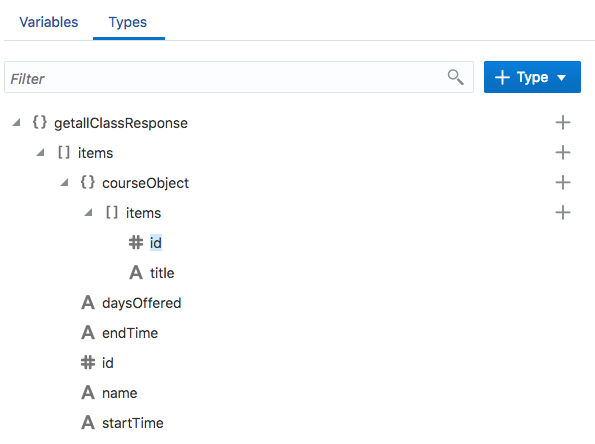 Variables Types
Filter
Type
{} getallClassResponse
[] items
{} courseObject
[] items
# id
A title
A daysOffered
A endTime
# id
A name
A startTime